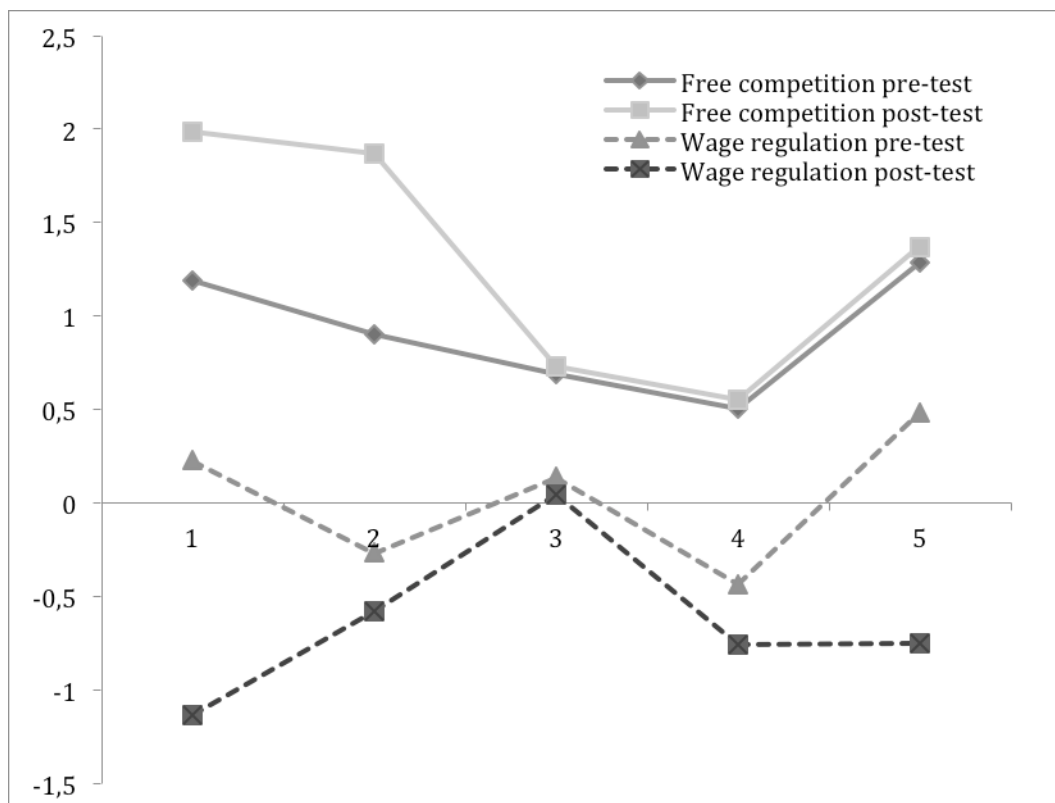 2,5
2
1,5
1
0,5
0
-0,5
-1
-1,5
1 2 3 4 5
Free competition pre-test
Free competition post-test
Wage regulation pre-test
Wage regulation post-test